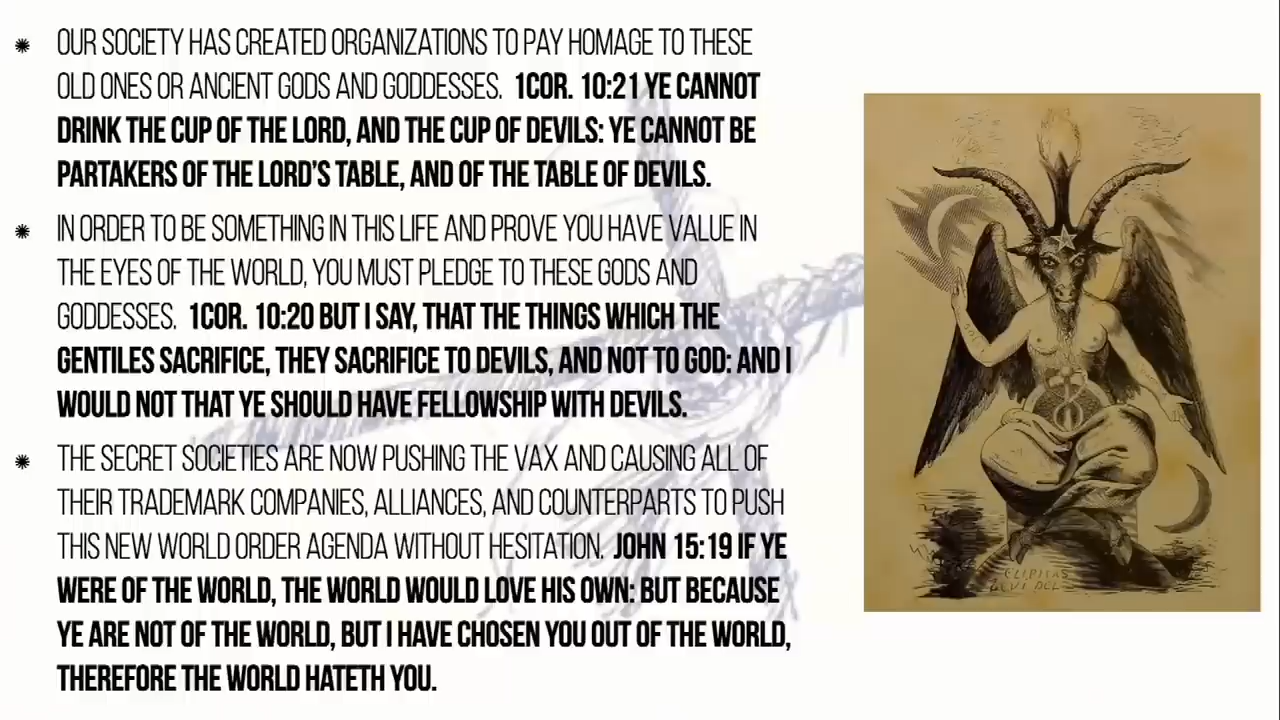 OUR SOCIETY HAS CREATED ORGANIZATIONS TO PAY HOMAGE TO THESE
OLD ONES OR ANCIENT GODS AND GODDESSES. 1COR. 10:21 YE CANNOT
DRINK THE CUP OF THE LORD, AND THE CUP OF DEVILS: YE CANNOT BE
PARTAKERS OF THE LORD'S TABLE, AND OF THE TABLE OF DEVILS.
IN ORDER TO BE SOMETHING IN THIS LIFE AND PROVE YOU HAVE VALUE IN
THE EYES OF THE WORLD, YOU MUST PLEDGE TO THESE GODS AND
GODDESSES. 1COR. 10:20 BUT I SAY, THAT THE THINGS WHICH THE
GENTILES SACRIFICE, THEY SACRIFICE TO DEVILS, AND NOT TO GOD: AND I
WOULD NOT THAT YE SHOULD HAVE FELLOWSHIP WITH DEVILS.
THE SECRET SOCIETIES ARE NOW PUSHING THE VAX AND CAUSING ALL OF
THEIR TRADEMARK COMPANIES, ALLIANCES, AND COUNTERPARTS TO PUSH
THIS NEW WORLD ORDER AGENDA WITHOUT HESITATION. JOHN 15:19 IF YE
WERE OF THE WORLD, THE WORLD WOULD LOVE HIS OWN: BUT BECAUSE
YE ARE NOT OF THE WORLD, BUT I HAVE CHOSEN YOU OUT OF THE WORLD,
THEREFORE THE WORLD HATETH YOU.